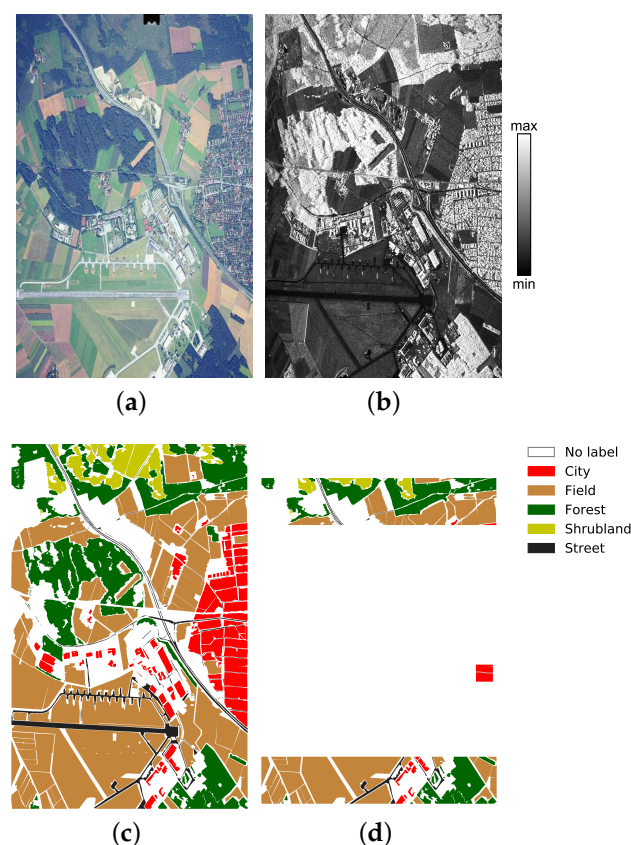 max
min
(a)
(b)
No label
City
Field
Forest
Shrubland
Street
(c)
(d)